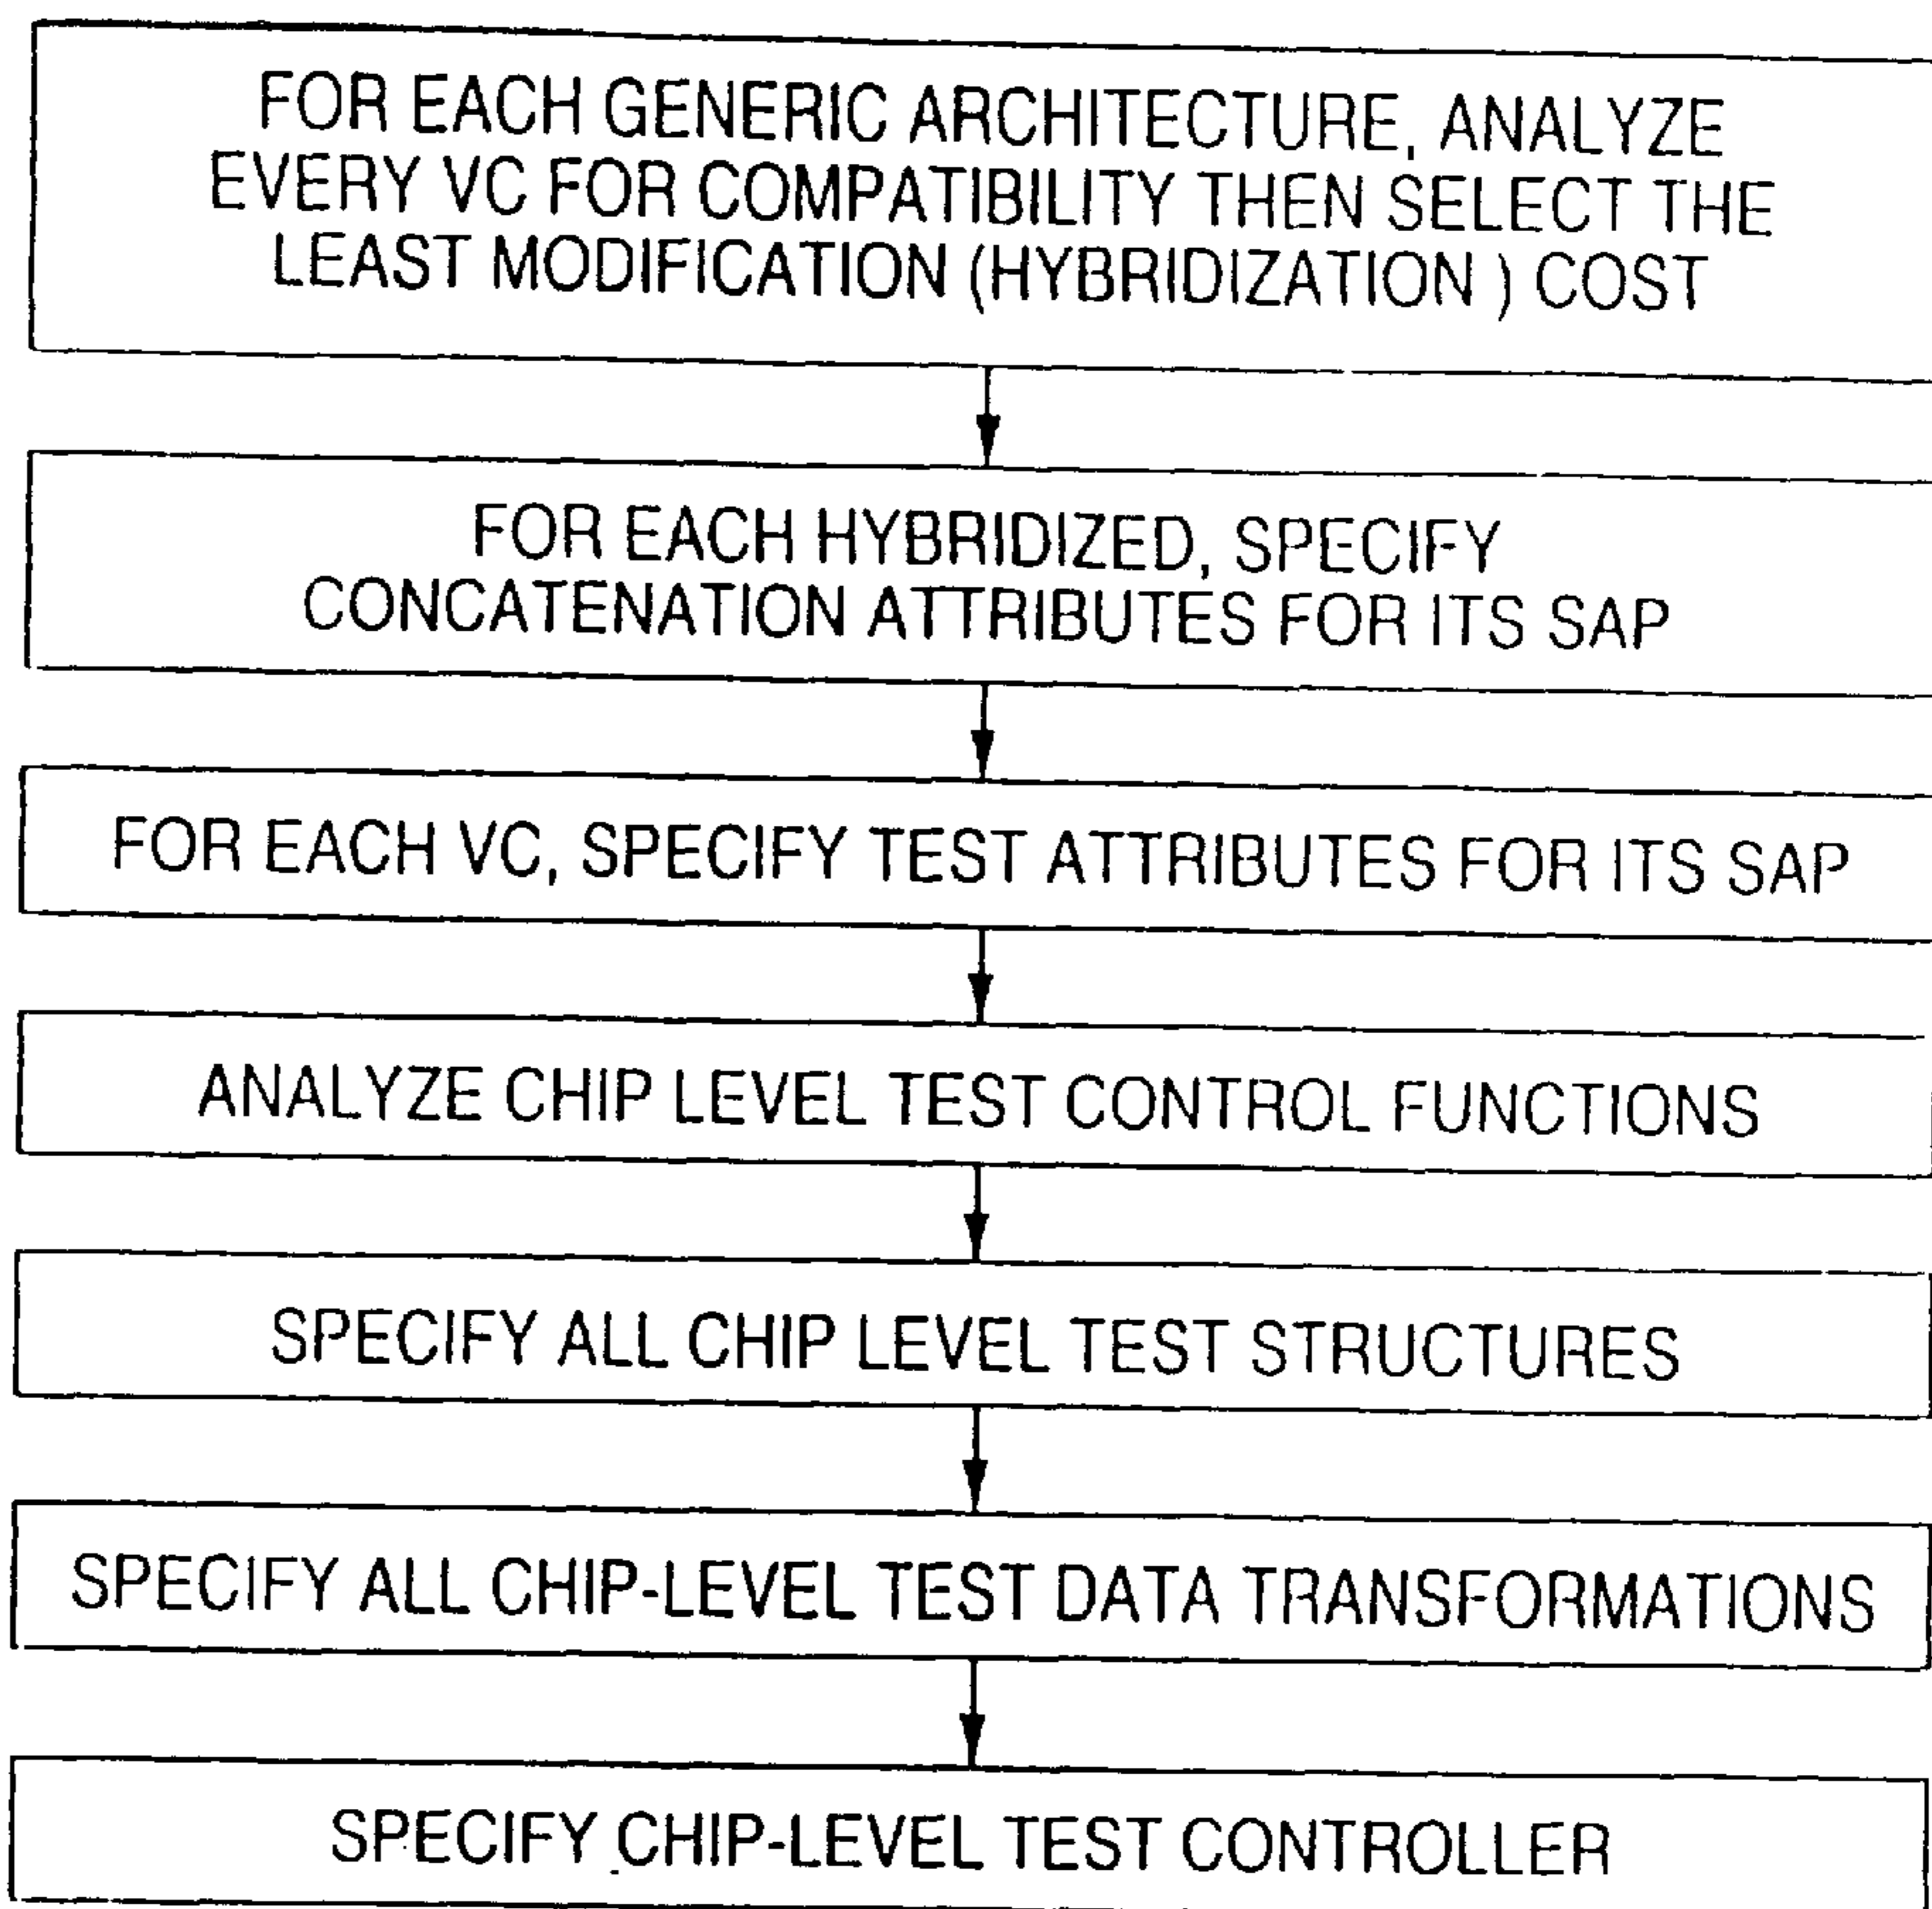 FOR EACH GENERIC ARCHITECTURE, ANALYZE
EVERY VC FOR COMPATIBILITY THEN SELECT THE
LEAST MODIFICATION (HYBRIDIZATION ) COST
FOR EACH HYBRIDIZED, SPECIFY
CONCATENATION ATTRIBUTES FOR ITS SAP
FOR EACH VC, SPECIFY TEST ATTRIBUTES FOR ITS SAP
ANALYZE CHIP LEVEL TEST CONTROL FUNCTIONS
SPECIFY ALL CHIP LEVEL TEST STRUCTURES
SPECIFY ALL CHIP-LEVEL TEST DATA TRANSFORMATIONS
SPECIFY CHIP-LEVEL TEST CONTROLLER